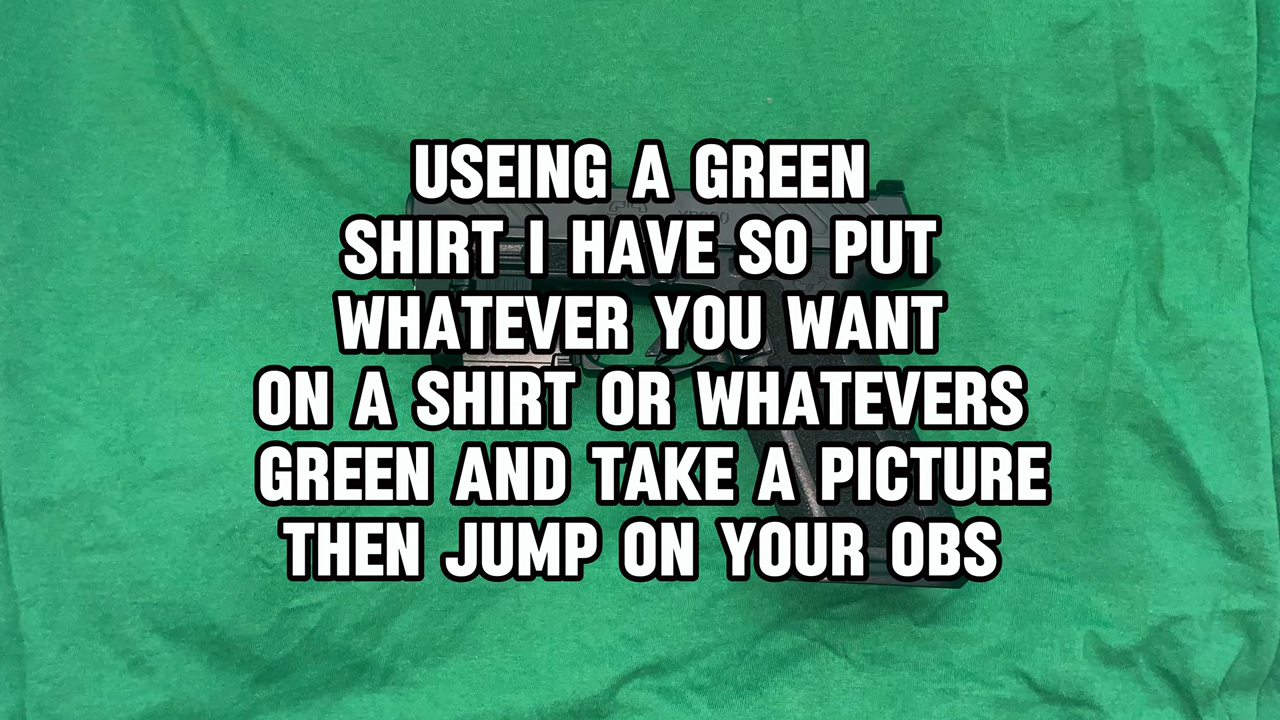 USEING A GREEN
SHIRT I HAVE SO PUT
WHATEVER YOU WANT
ON A SHIRT OR WHATEVERS
GREEN AND TAKE A PICTURE
THEN JUMP ON YOUR OBS